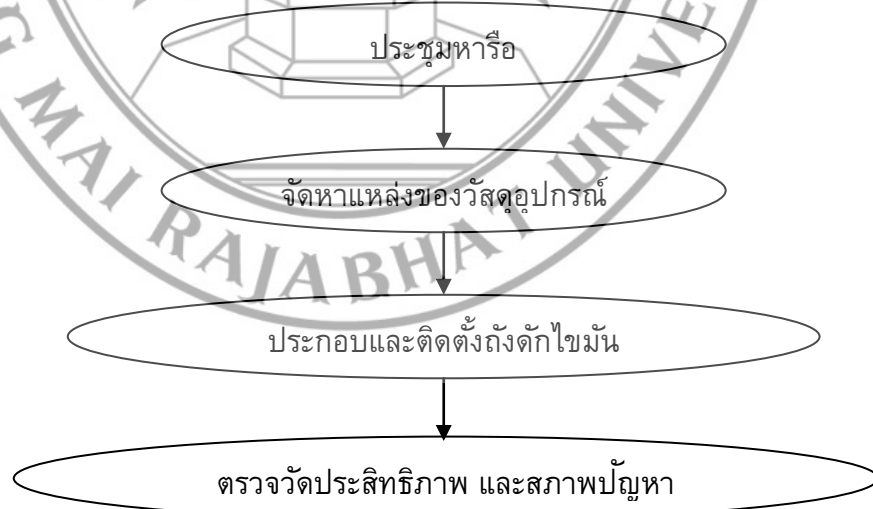 ประชุมหารือ
จัดหาแหล่งของวัสดุอุปกรณ์
ประกอบและติดตั้งถังดักไขมัน
ตรวจวัดประสิทธิภาพ และสภาพปัญหา
G MAI RAJABHAT UNIVE